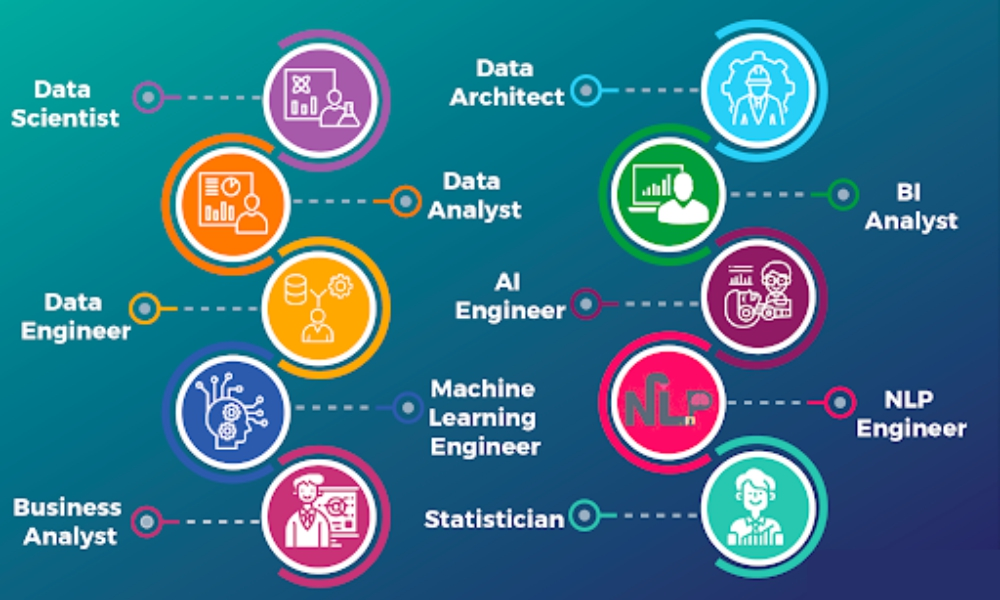 Data
Scientist
Data
Analyst
Data
Engineer
Machine
Learning
Engineer
Business
Analyst
Data
Architect
BI
Analyst
AI
Engineer
NLP
n
NLP
Engineer
Statistician